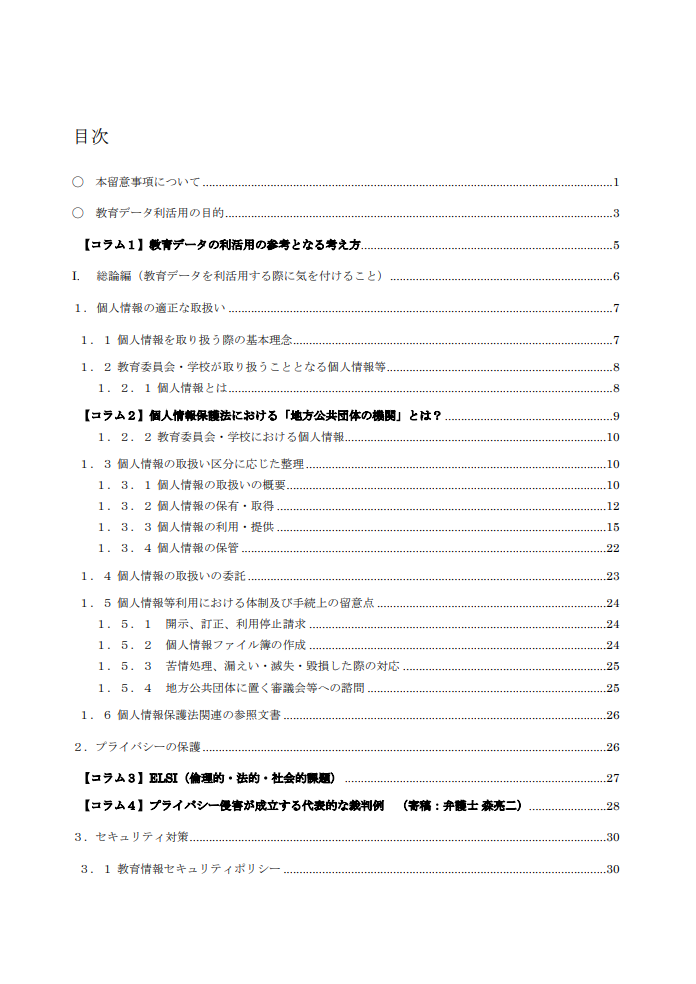 目次
○ 本留意事項について 1
○ 教育データ利活用の目的 3
【コラム１】教育データの利活用の参考となる考え方 5
I. 総論編（教育データを利活用する際に気を付けること） 6
１．個人情報の適正な取扱い 7
１．１ 個人情報を取り扱う際の基本理念 7
１．２ 教育委員会・学校が取り扱うこととなる個人情報等 8
１．２．１ 個人情報とは 8
【コラム２】個人情報保護法における「地方公共団体の機関」とは？ 9
１．２．２ 教育委員会・学校における個人情報 10
１．３ 個人情報の取扱い区分に応じた整理 10
１．３．１ 個人情報の取扱いの概要 10
１．３．２ 個人情報の保有・取得 12
１．３．３ 個人情報の利用・提供 15
１．３．４ 個人情報の保管 22
１．４ 個人情報の取扱いの委託 23
１．５ 個人情報等利用における体制及び手続上の留意点 24
１．５．１ 開示、訂正、利用停止請求 24
１．５．２ 個人情報ファイル簿の作成 24
１．５．３ 苦情処理、漏えい・滅失・毀損した際の対応 25
１．５．４ 地方公共団体に置く審議会等への諮問 25
１．６ 個人情報保護法関連の参照文書 26
２．プライバシーの保護 26
【コラム３】ELSI（倫理的・法的・社会的課題） 27
【コラム４】プライバシー侵害が成立する代表的な裁判例 （寄稿：弁護士 森亮二） 28
３．セキュリティ対策 30
３．１ 教育情報セキュリティポリシー 30